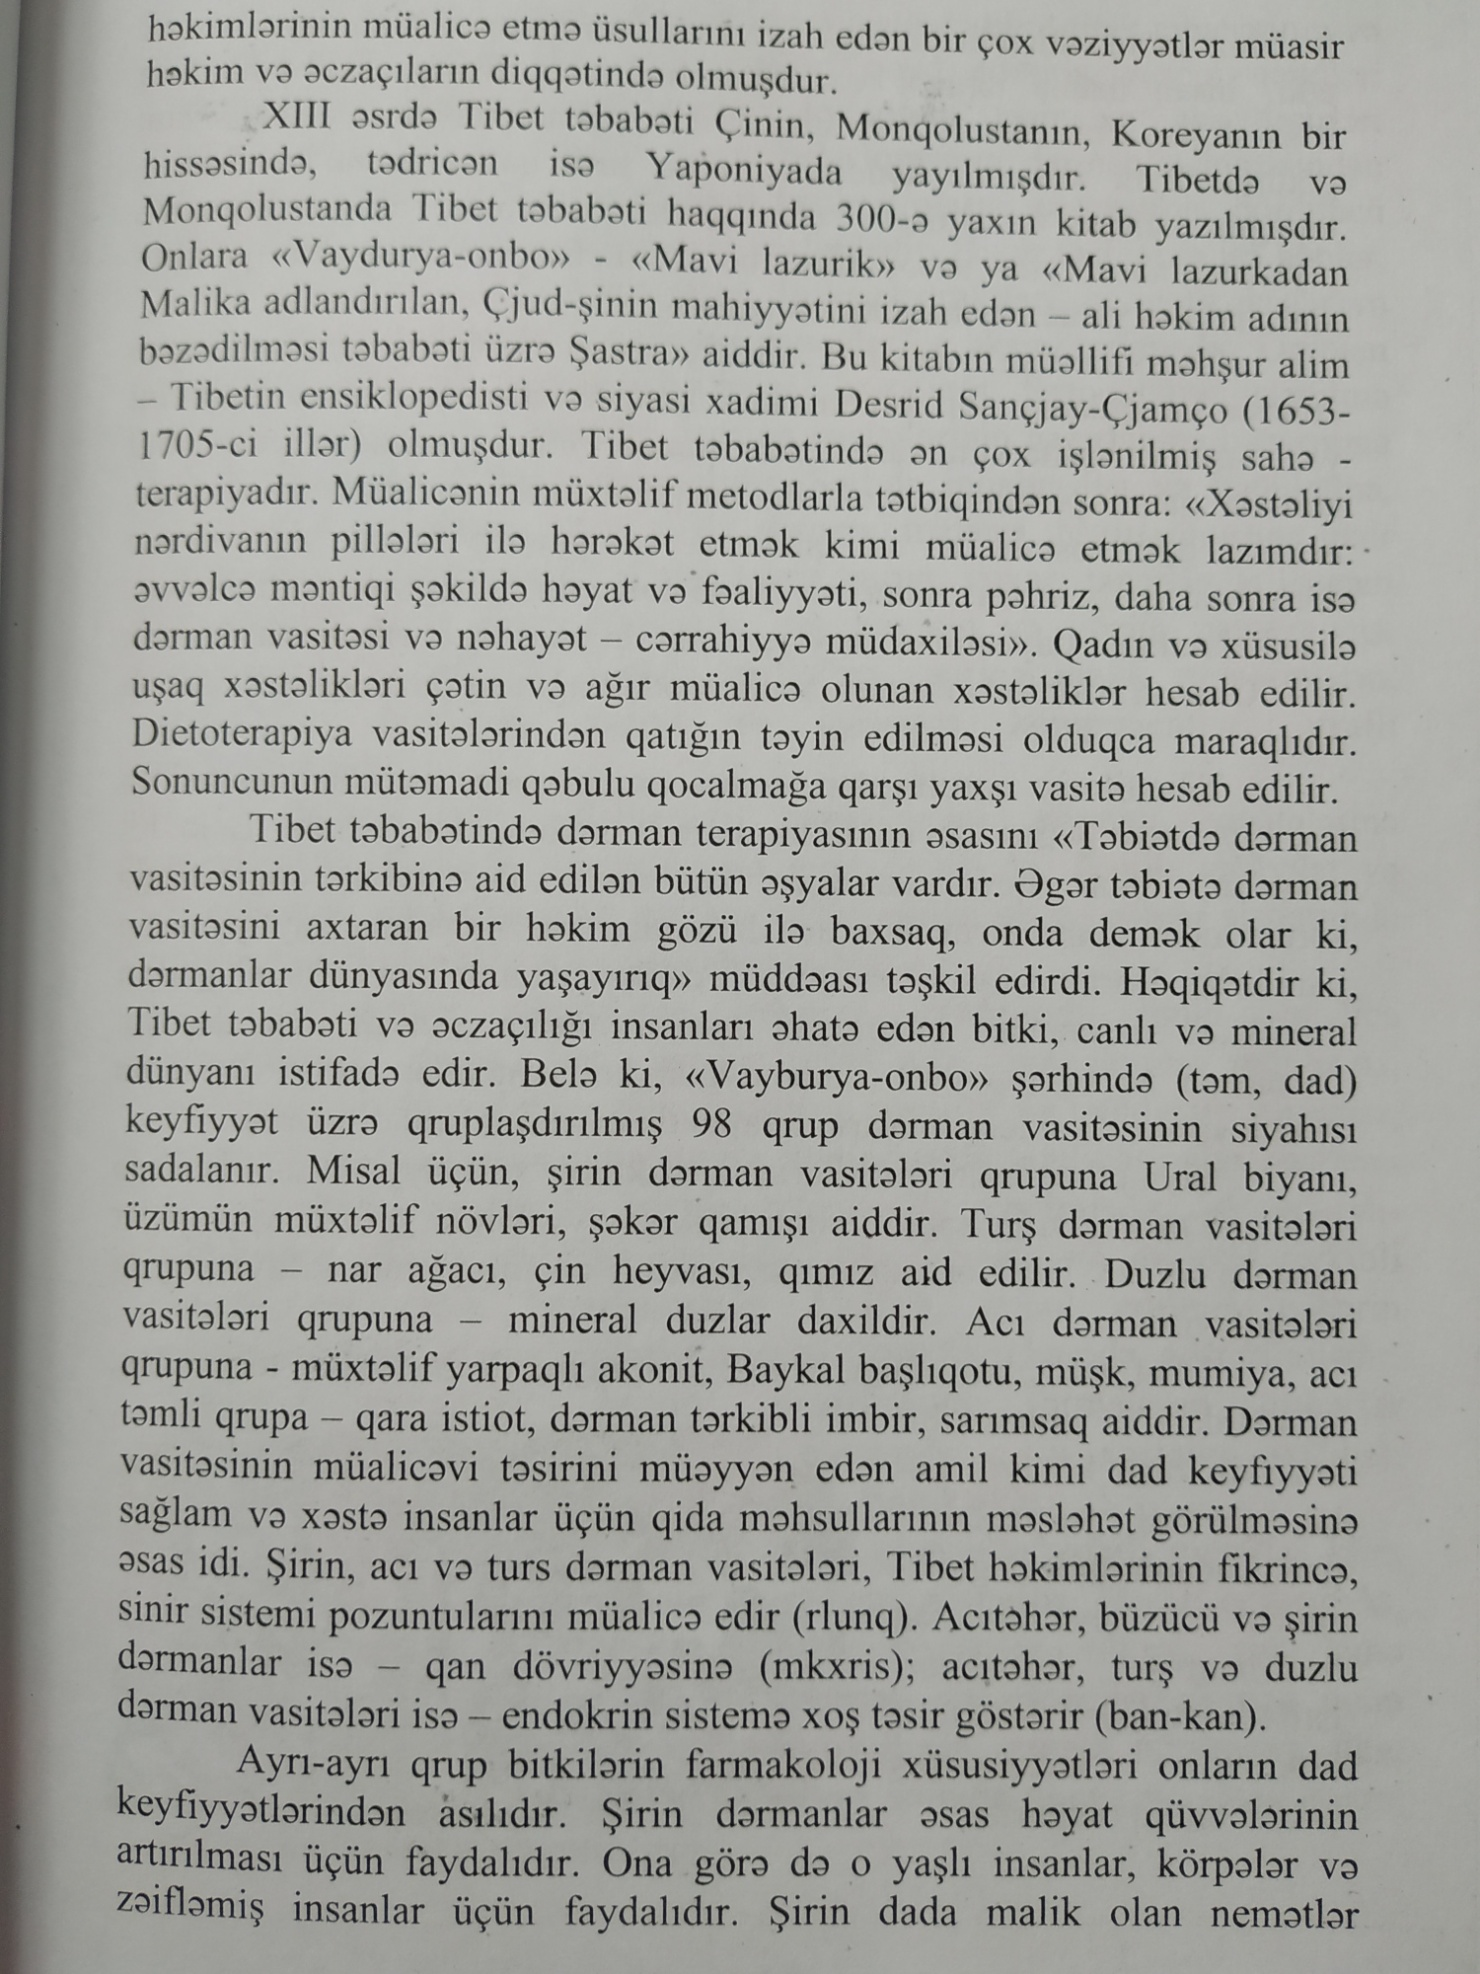 həkimlərinin müalicə etmə üsullarını izah edən bir çox vəziyyətlər müasir
həkim və əczaçıların diqqətində olmuşdur.
XIII əsrdə Tibet təbabəti Çinin, Monqolustanın, Koreyanın bir
hissəsində, tədricən isə Yaponiyada yayılmışdır. Tibetdə və
Monqolustanda Tibet təbabəti haqqında 300-ə yaxın kitab yazılmışdır.
Onlara «Vaydurya-onbo» - «Mavi lazurik» və ya «Mavi lazurkadan
Malika adlandırılan, Çjud-şinin mahiyyətini izah edən – ali həkim adının
bəzədilməsi təbabəti üzrə Şastra» aiddir. Bu kitabın müəllifi məhşur alim
– Tibetin ensiklopedisti və siyasi xadimi Desrid Sançjay-Çjamço (1653-
1705-ci illər) olmuşdur. Tibet təbabətində ən çox işlənilmiş sahə -
terapiyadır. Müalicənin müxtəlif metodlarla tətbiqindən sonra: «Xəstəliyi
nərdivanın pillələri ilə hərəkət etmək kimi müalicə etmək lazımdır:
əvvəlcə məntiqi şəkildə həyat və fəaliyyəti, sonra pəhriz, daha sonra isə
dərman vasitəsi və nəhayət – cərrahiyyə müdaxiləsi». Qadın və xüsusilə
uşaq xəstəlikləri çətin və ağır müalicə olunan xəstəliklər hesab edilir.
Dietoterapiya vasitələrindən qatığın təyin edilməsi olduqca maraqlıdır.
Sonuncunun mütəmadi qəbulu qocalmağa qarşı yaxşı vasitə hesab edilir.
Tibet təbabətində dərman terapiyasının əsasını «Təbiətdə dərman
vasitəsinin tərkibinə aid edilən bütün əşyalar vardır. Əgər təbiətə dərman
vasitəsini axtaran bir həkim gözü ilə baxsaq, onda demək olar ki,
dərmanlar dünyasında yaşayırıq» müddəası təşkil edirdi. Həqiqətdir ki,
Tibet təbabəti və əczaçılığı insanları əhatə edən bitki, canlı və mineral
dünyanı istifadə edir. Belə ki, «Vayburya-onbo» şərhində (təm, dad)
keyfiyyət üzrə qruplaşdırılmış 98 qrup dərman vasitəsinin siyahısı
sadalanır. Misal üçün, şirin dərman vasitələri qrupuna Ural biyanı,
üzümün müxtəlif növləri, şəkər qamışı aiddir. Turş dərman vasitələri
qrupuna – nar ağacı, çin heyvası, qımız aid edilir. Duzlu dərman
vasitələri qrupuna – mineral duzlar daxildir. Acı dərman vasitələri
qrupuna - müxtəlif yarpaqlı akonit, Baykal başlıqotu, müşk, mumiya, acı
təmli qrupa – qara istiot, dərman tərkibli imbir, sarımsaq aiddir. Dərman
vasitəsinin müalicəvi təsirini müəyyən edən amil kimi dad keyfiyyəti
sağlam və xəstə insanlar üçün qida məhsullarının məsləhət görülməsinə
əsas idi. Şirin, acı və turs dərman vasitələri, Tibet həkimlərinin fikrincə,
sinir sistemi pozuntularını müalicə edir (rlunq). Acıtəhər, büzücü və şirin
dərmanlar isə – qan dövriyyəsinə (mkxris); acıtəhər, turş və duzlu
dərman vasitələri isə – endokrin sistemə xoş təsir göstərir (ban-kan).
Ayrı-ayrı qrup bitkilərin farmakoloji xüsusiyyətləri onların dad
keyfiyyətlərindən asılıdır. Şirin dərmanlar əsas həyat qüvvələrinin
artırılması üçün faydalıdır. Ona görə də o yaşlı insanlar, körpələr və
zəifləmiş insanlar üçün faydalıdır. Şirin dada malik olan nemətlər